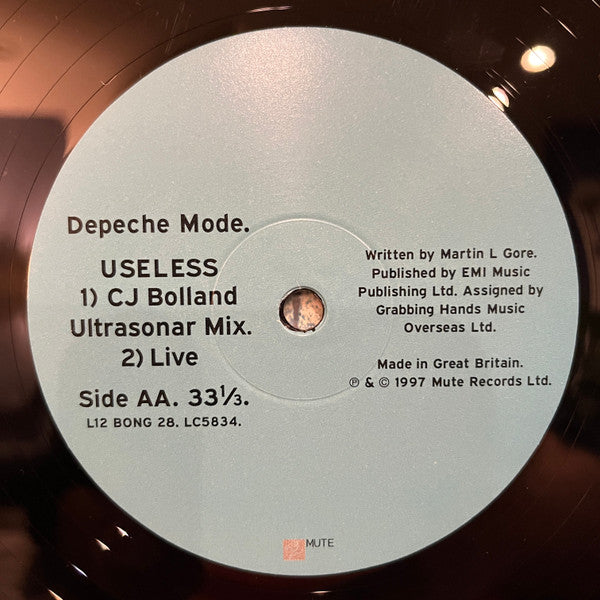 Depeche Mode.
USELESS
1) CJ Bolland
Ultrasonar Mix.
2) Live
Side AA. 33⅓.
L12 BONG 28. LC5834.
Written by Martin L Gore.
Published by EMI Music
Publishing Ltd. Assigned by
Grabbing Hands Music
Overseas Ltd.
Made in Great Britain.
℗ & © 1997 Mute Records Ltd.
MUTE